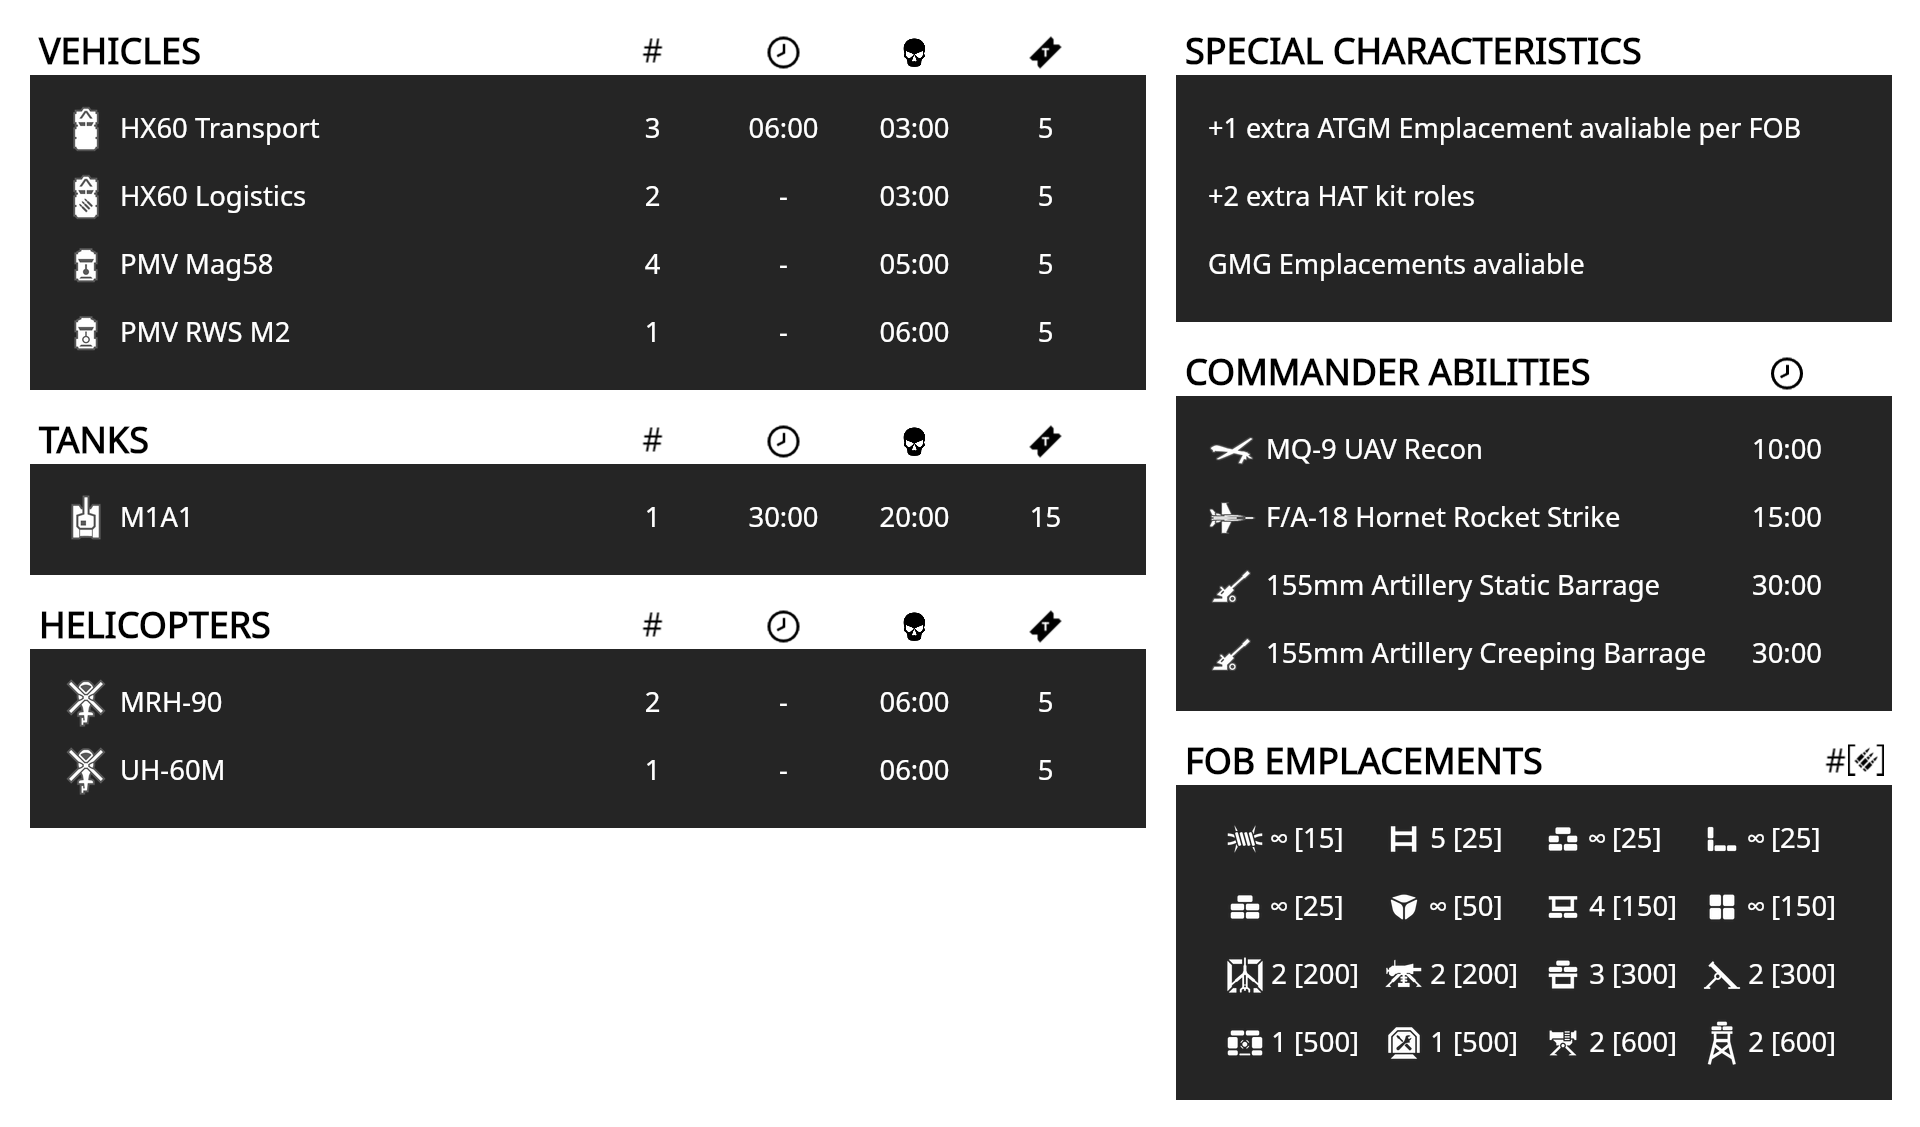 VEHICLES #
HX60 Transport 3 06:00 03:00 5
HX60 Logistics 2 - 03:00 5
PMV Mag58 4 - 05:00 5
PMV RWS M2 1 - 06:00 5
TANKS #
M1A1 1 30:00 20:00 15
HELICOPTERS #
MRH-90 2 - 06:00 5
UH-60M 1 - 06:00 5
SPECIAL CHARACTERISTICS
+1 extra ATGM Emplacement avaliable per FOB
+2 extra HAT kit roles
GMG Emplacements avaliable
COMMANDER ABILITIES
MQ-9 UAV Recon 10:00
F/A-18 Hornet Rocket Strike 15:00
155mm Artillery Static Barrage 30:00
155mm Artillery Creeping Barrage 30:00
FOB EMPLACEMENTS #[ ]
∞ [15] 5 [25] ∞ [25] ∞ [25]
∞ [25] ∞ [50] 4 [150] ∞ [150]
2 [200] 2 [200] 3 [300] 2 [300]
1 [500] 1 [500] 2 [600] 2 [600]